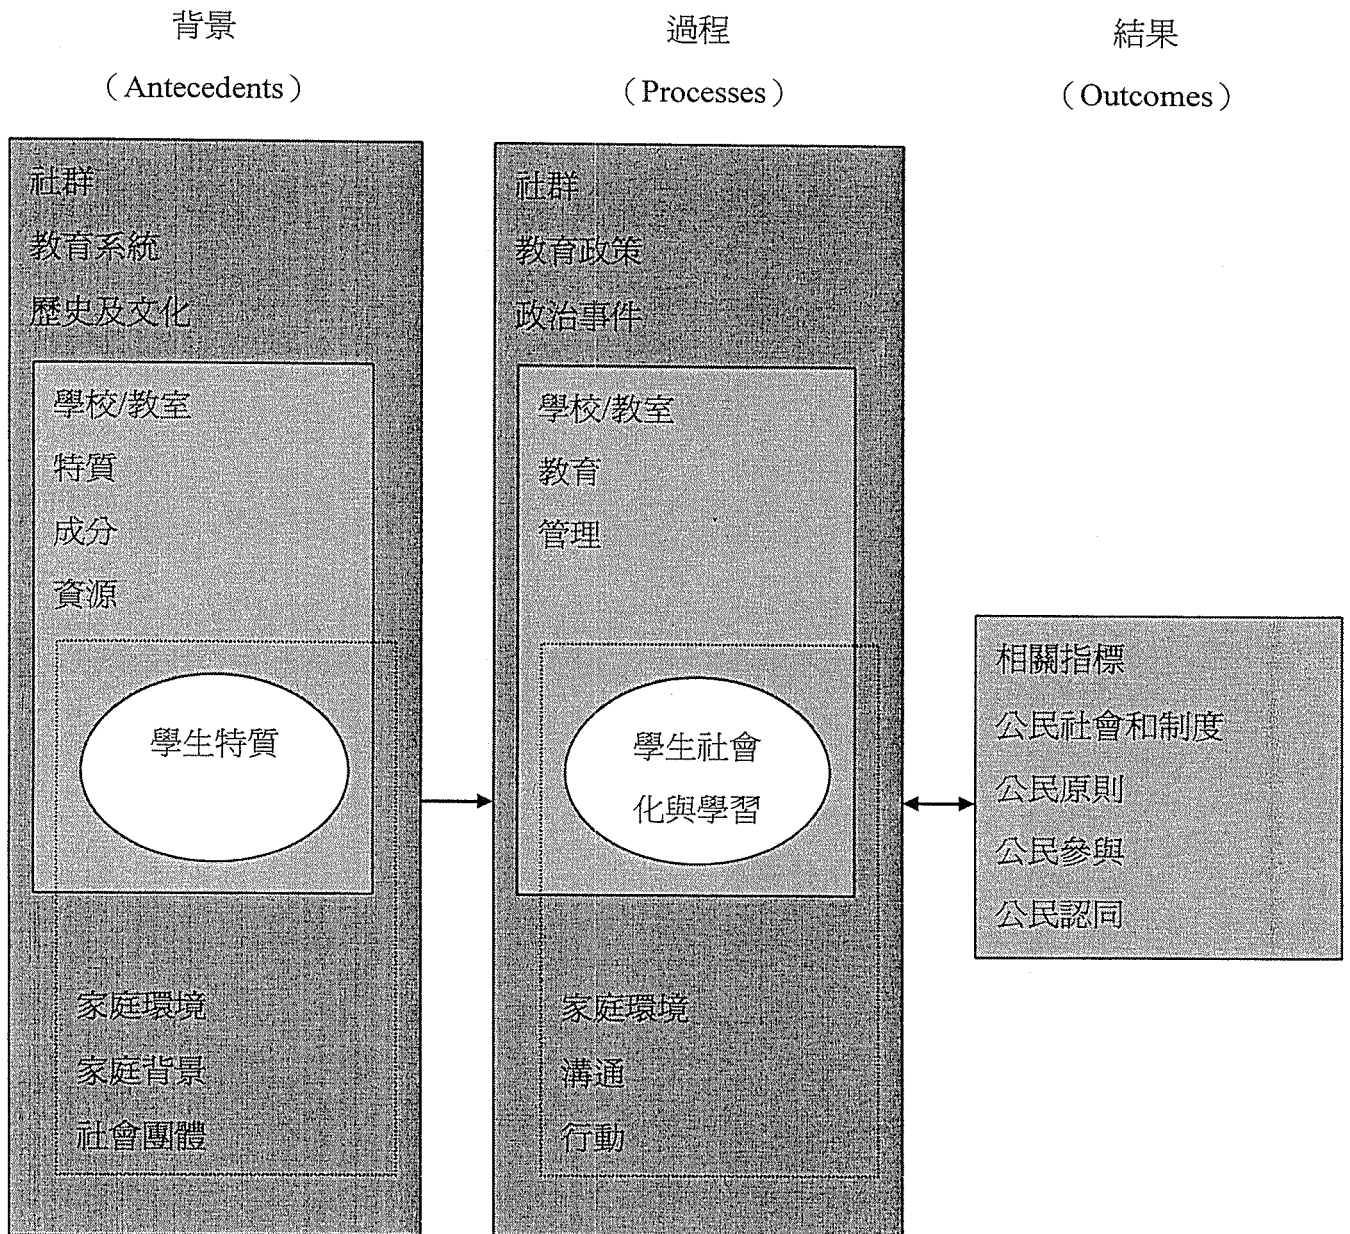 背景
（Antecedents）
社群
教育系統
歷史及文化
學校/教室
特質
成分
資源
學生特質
家庭環境
家庭背景
社會團體
過程
（Processes）
社群
教育政策
政治事件
學校/教室
教育
管理
學生社會
化與學習
家庭環境
溝通
行動
結果
（Outcomes）
相關指標
公民社會和制度
公民原則
公民參與
公民認同